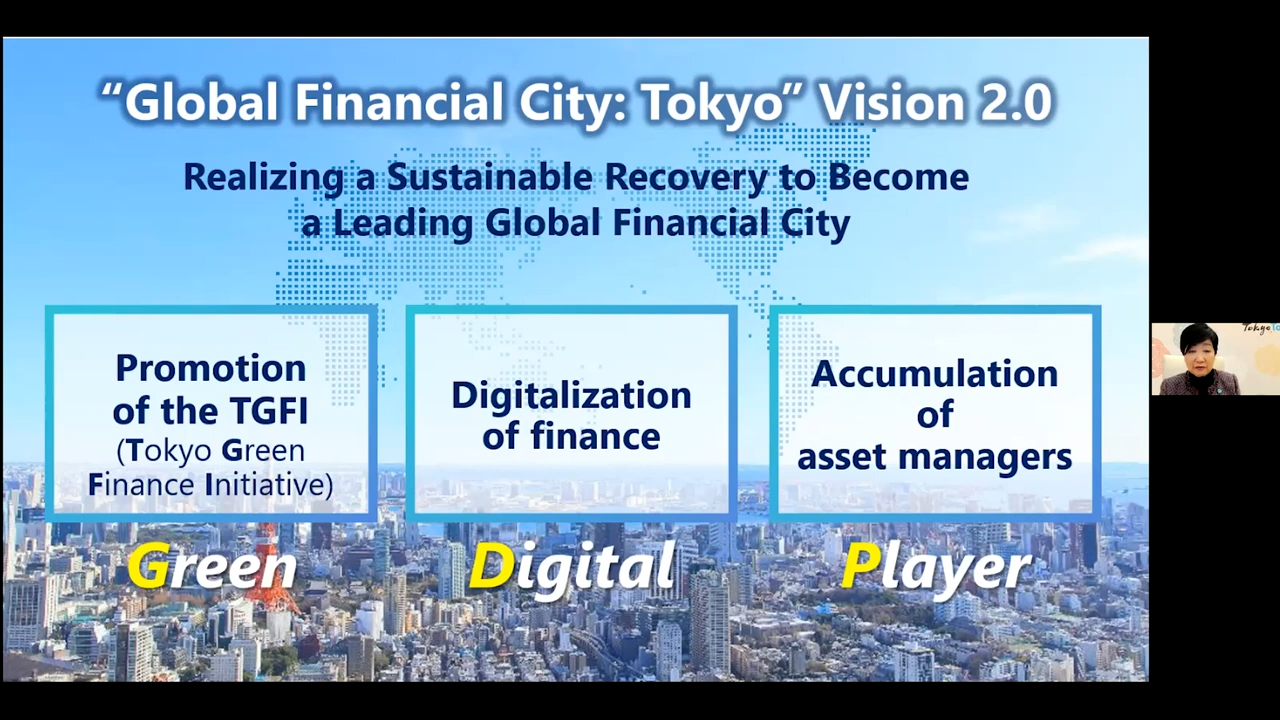 “Global Financial City: Tokyo” Vision 2.0
Realizing a Sustainable Recovery to Become
a Leading Global Financial City
Promotion
of the TGFI
(Tokyo Green
Finance Initiative)
Digitalization
of finance
Accumulation
of
asset managers
Green
Digital
Player
Tokyo